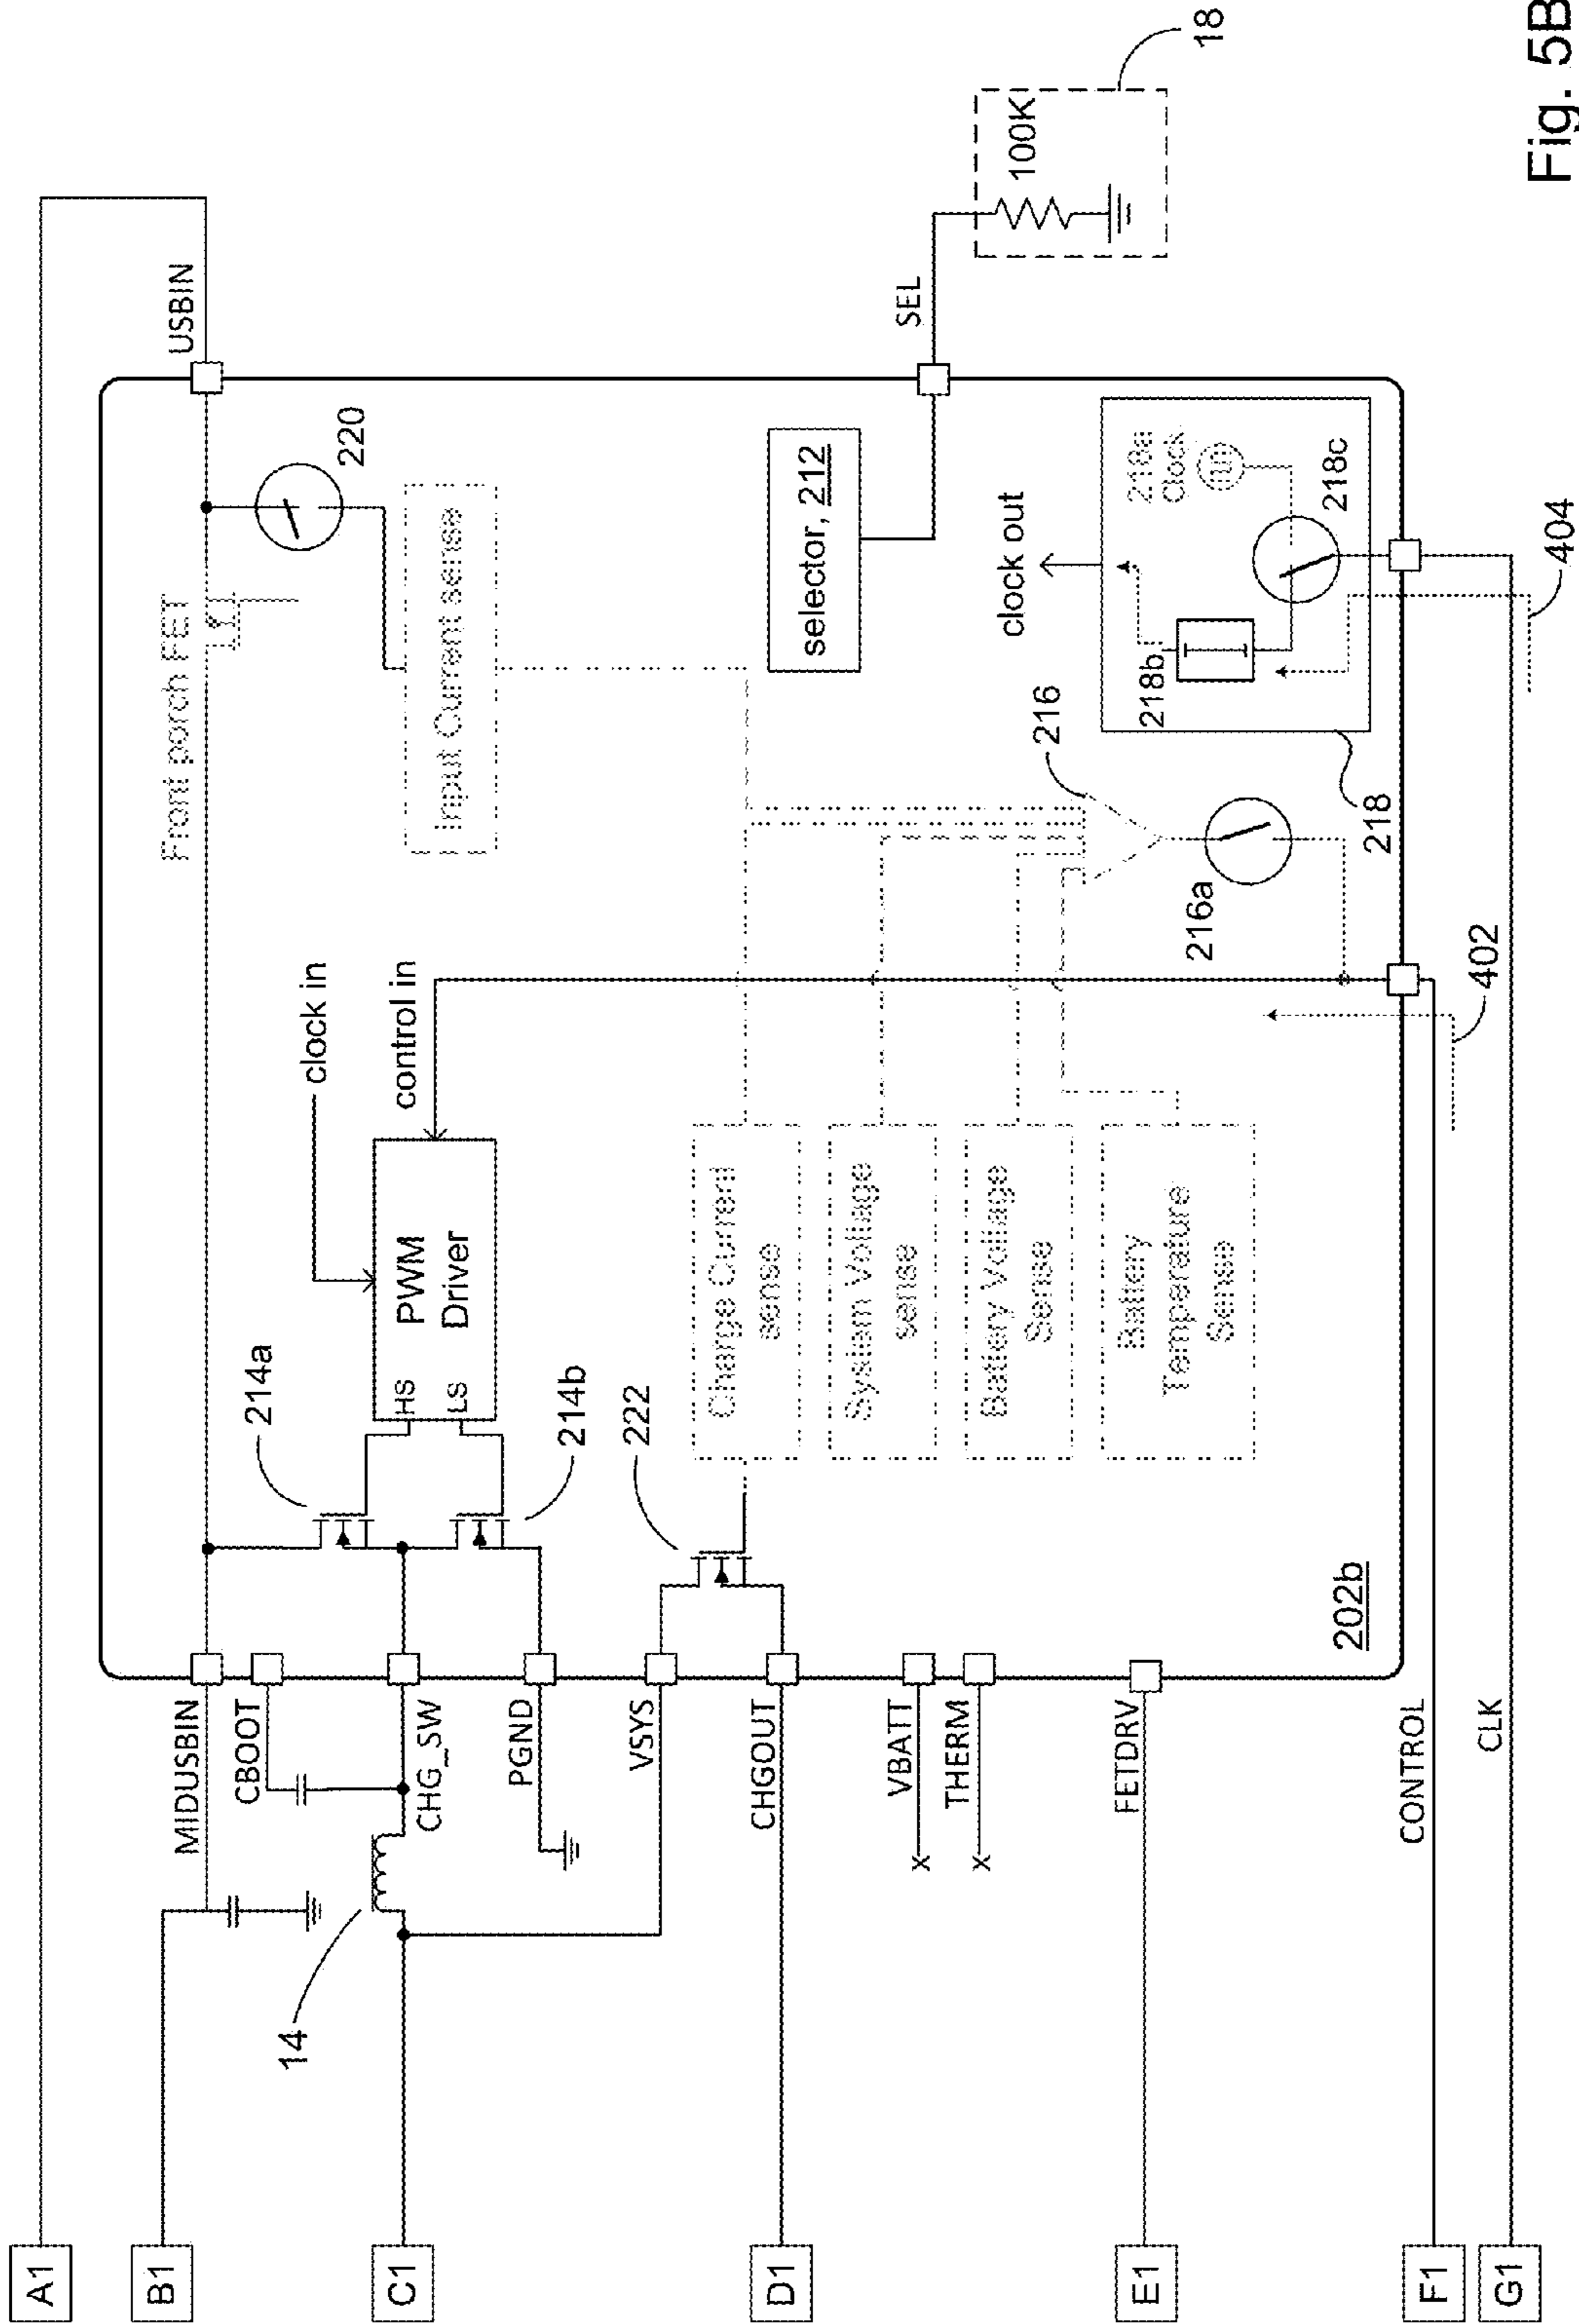 A1
B1
C1
D1
E1
F1
G1
MIDUSBIN
CBOOT
CHG_SW
PGND
VSYS
CHGOUT
VBATT
x
THERM
x
FETDRV
CONTROL
CLK
14
202b
214a
214b
222
HS
LS
PWM
Driver
clock in
control in
Charge Current
sense
System Voltage
sense
Battery Voltage
Sense
Battery
Temperature
Sense
Front porch FET
Input Current sense
220
USBIN
selector, 212
SEL
100K
18
clock out
216
216a
218
218a
Clock
218b
218c
402
404
Fig. 5B